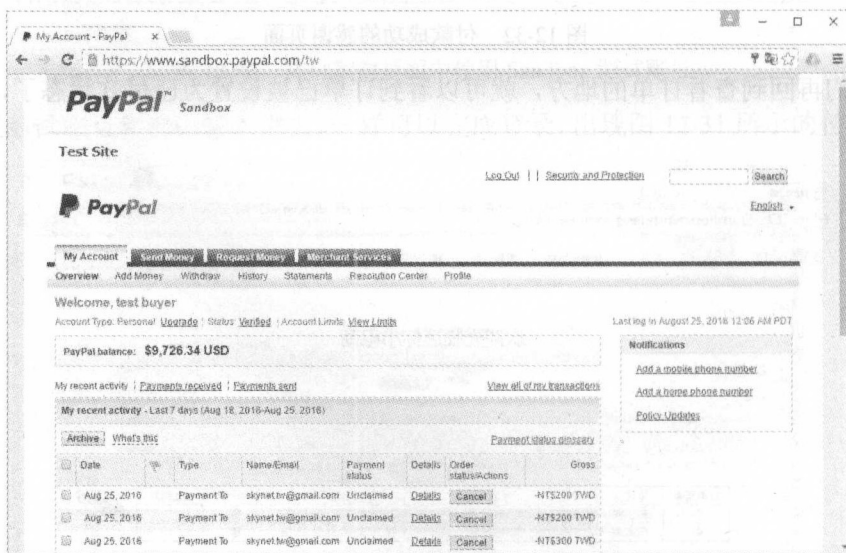 My Account - PayPal
https://www.sandbox.paypal.com/tw
PayPal™ Sandbox
Test Site
Log Out | | Security and Protection Search
PayPal
English
My Account Send Money Request Money Merchant Services
Overview Add Money Withdraw History Statements Resolution Center Profile
Welcome, test buyer
Account Type: Personal Upgrade | Status: Verified | Account Limits: View Limits
Last log in August 25, 2016 12:06 AM PDT
PayPal balance: $9,726.34 USD
Notifications
Add a mobile phone number
Add a home phone number
Policy Updates
My recent activity | Payments received | Payments sent View all of my transactions
My recent activity - Last 7 days (Aug 18, 2016-Aug 25, 2016)
Archive What's this Payment status glossary
Date Type Name/Email Payment status Details Order status/Actions Gross
Aug 25, 2016 Payment To skynet.tw@gmail.com Unclaimed Details Cancel -NT$200 TWD
Aug 25, 2016 Payment To skynet.tw@gmail.com Unclaimed Details Cancel -NT$200 TWD
Aug 25, 2016 Payment To skynet.tw@gmail.com Unclaimed Details Cancel -NT$300 TWD